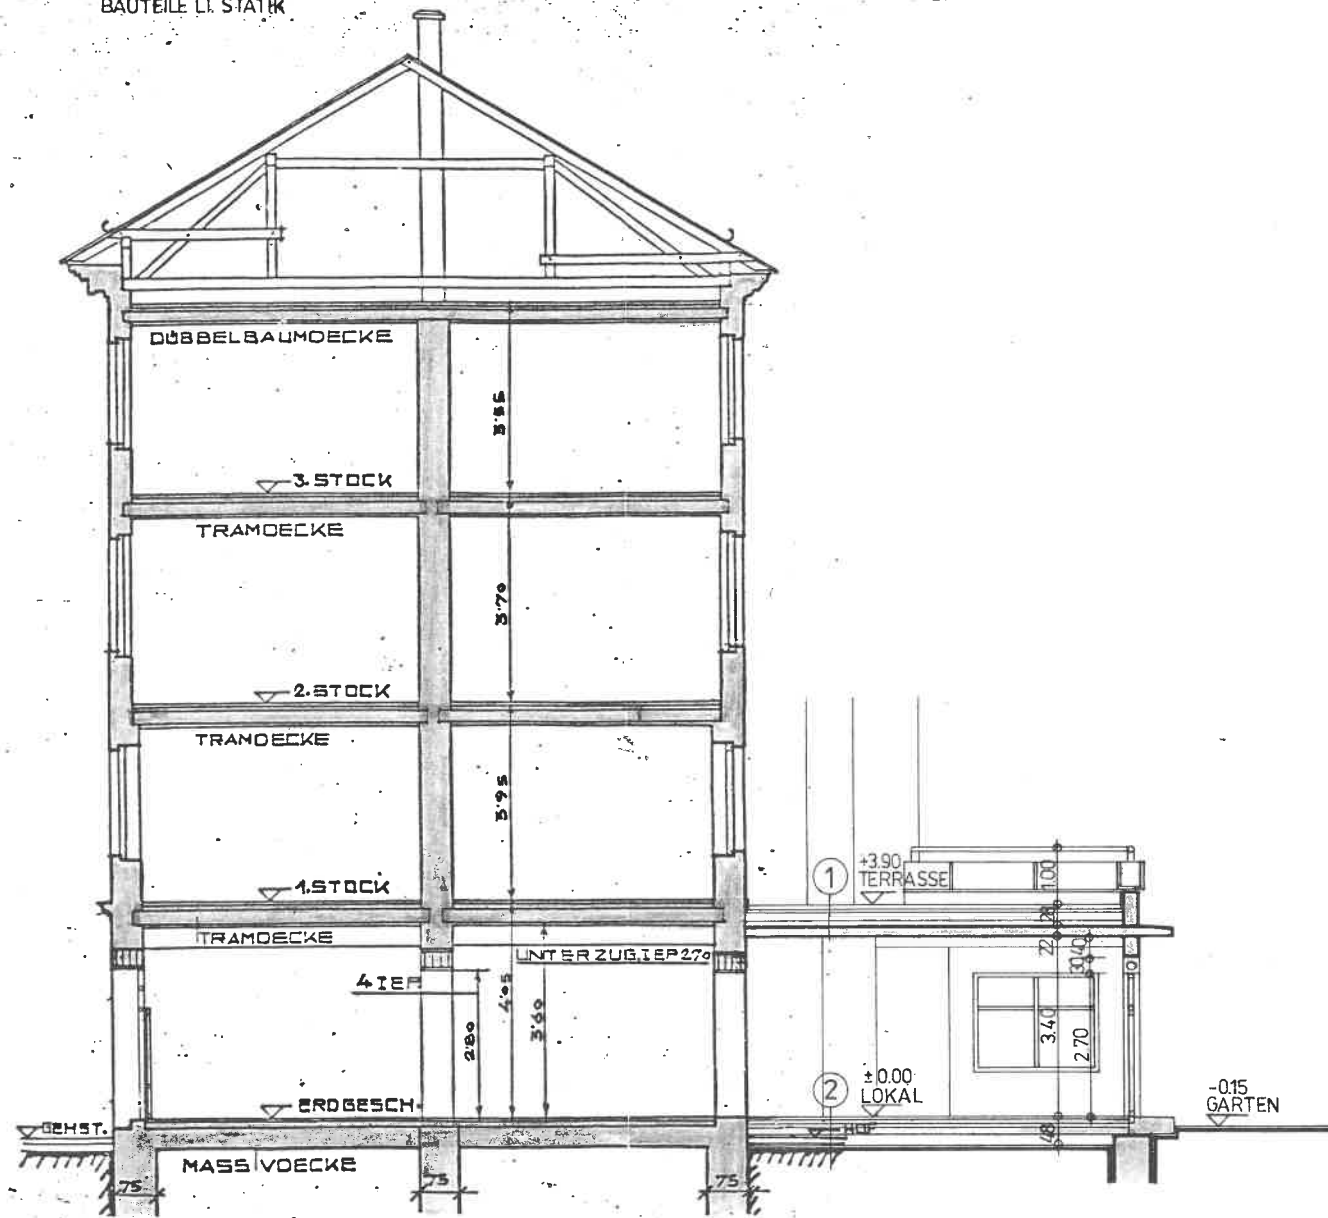 BAUTEILE LT. STATIK
DÜBBELBAUMDECKE
3.55
3. STOCK
TRAMDECKE
3.70
2. STOCK
TRAMDECKE
3.95
1. STOCK
TRAMDECKE
UNTERZUG, IEP 270
4 IEP.
2.80
4.05
3.60
ERDGESCH.
GEHST.
MASSIVDECKE
75
75
75
1
+3.90
TERRASSE
1.00
28
22
30
40
3.40
2.70
2
±0.00
LOKAL
HOF
48
-0.15
GARTEN